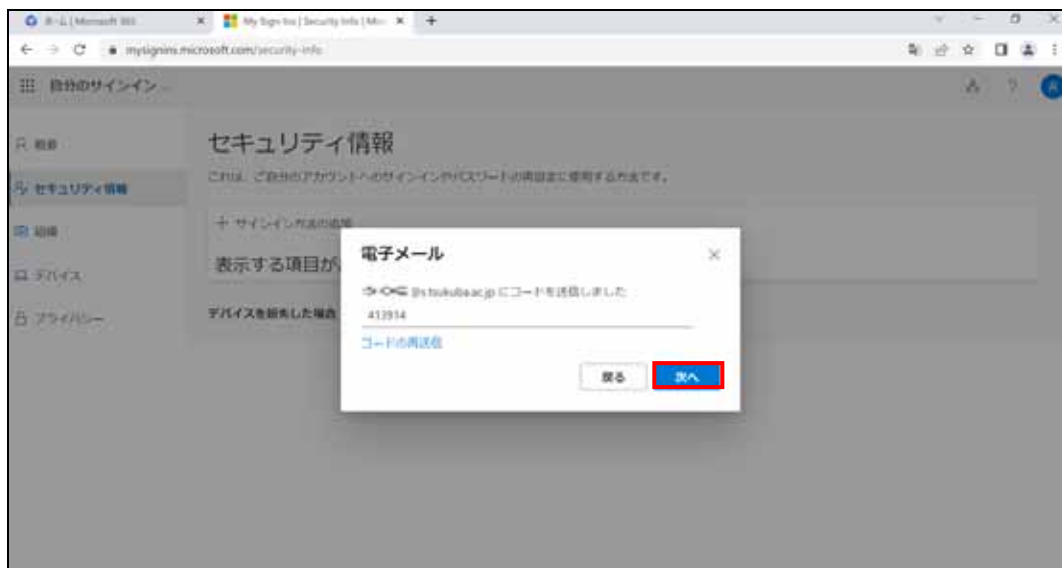 ホーム | Microsoft 365
My Sign-Ins | Security Info | Micr
mysignins.microsoft.com/security-info
自分のサインイン
概要
セキュリティ情報
組織
デバイス
プライバシー
セキュリティ情報
これは、ご自分のアカウントへのサインインやパスワードの再設定に使用する方法です。
サインイン方法の追加
表示する項目が
デバイスを紛失した場合
電子メール
@s.tsukuba.ac.jp にコードを送信しました
413914
コードの再送信
戻る
次へ